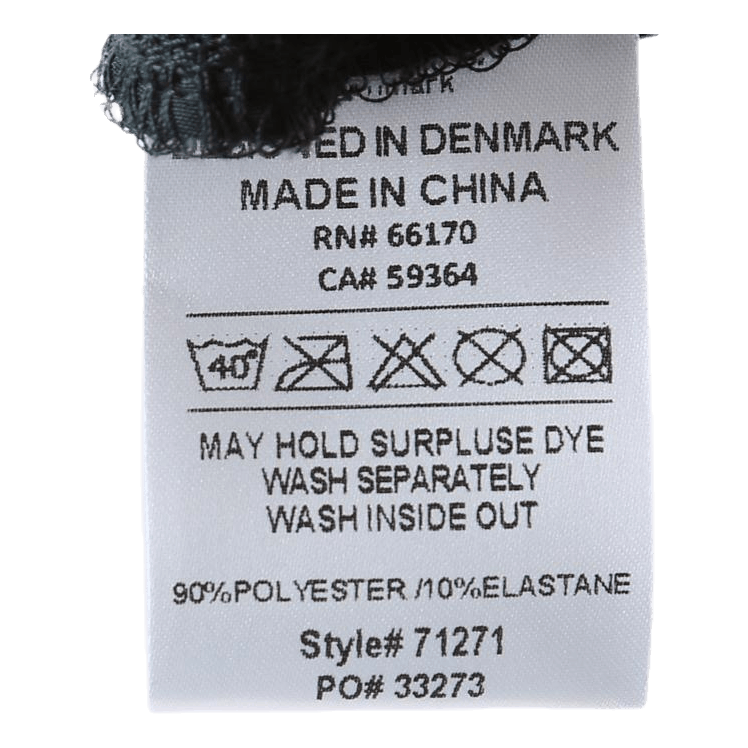 IN DENMARK
MADE IN CHINA
RN# 66170
CA# 59364
40°
MAY HOLD SURPLUSE DYE
WASH SEPARATELY
WASH INSIDE OUT
90%POLYESTER /10%ELASTANE
Style# 71271
PO# 33273